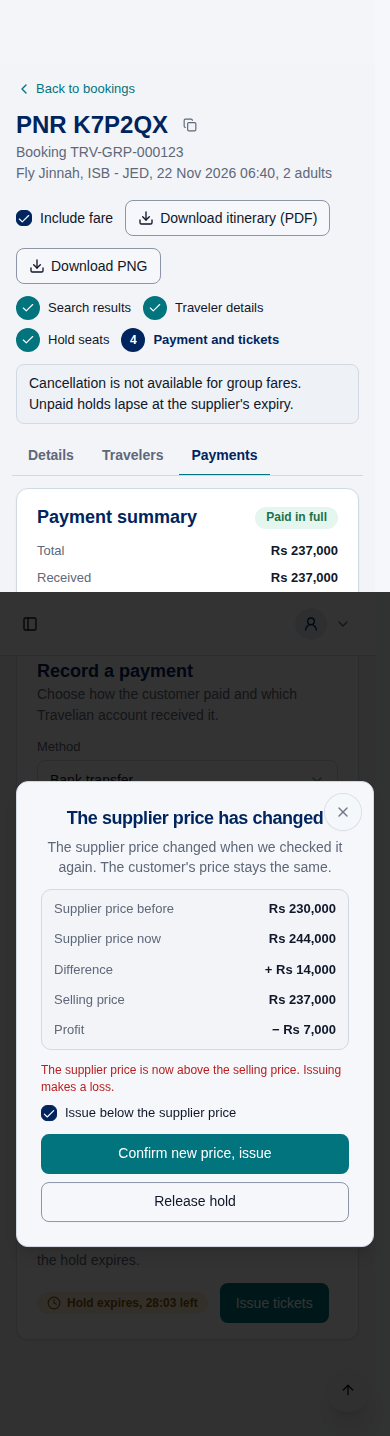 Back to bookings
PNR K7P2QX
Booking TRV-GRP-000123
Fly Jinnah, ISB - JED, 22 Nov 2026 06:40, 2 adults
Include fare
Download itinerary (PDF)
Download PNG
Search results
Traveler details
Hold seats
4 Payment and tickets
Cancellation is not available for group fares.
Unpaid holds lapse at the supplier's expiry.
Details Travelers Payments
Payment summary Paid in full
Total Rs 237,000
Received Rs 237,000
Record a payment
Choose how the customer paid and which
Travelian account received it.
Method
Bank transfer
The supplier price has changed
The supplier price changed when we checked it
again. The customer's price stays the same.
Supplier price before Rs 230,000
Supplier price now Rs 244,000
Difference + Rs 14,000
Selling price Rs 237,000
Profit − Rs 7,000
The supplier price is now above the selling price. Issuing
makes a loss.
Issue below the supplier price
Confirm new price, issue
Release hold
the hold expires.
Hold expires, 28:03 left
Issue tickets